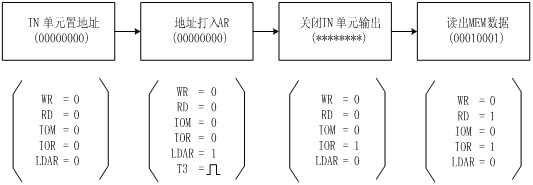 IN 单元置地址
(00000000)
地址打入AR
(00000000)
关闭IN 单元输出
(********)
读出MEM数据
(00010001)
WR = 0
RD = 0
IOM = 0
IOR = 0
LDAR = 0
WR = 0
RD = 0
IOM = 0
IOR = 0
LDAR = 1
T3 =
WR = 0
RD = 0
IOM = 0
IOR = 1
LDAR = 0
WR = 0
RD = 1
IOM = 0
IOR = 1
LDAR = 0